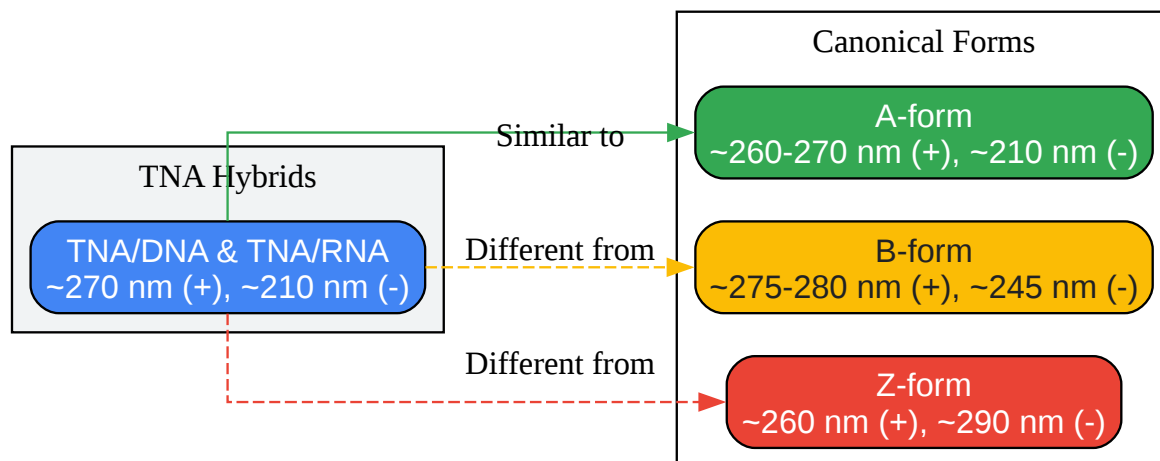 Canonical Forms
A-form
~260-270 nm (+), ~210 nm (-)
Similar to
TNA Hybrids
TNA/DNA & TNA/RNA
~270 nm (+), ~210 nm (-)
Different from
B-form
~275-280 nm (+), ~245 nm (-)
Different from
Z-form
~260 nm (+), ~290 nm (-)